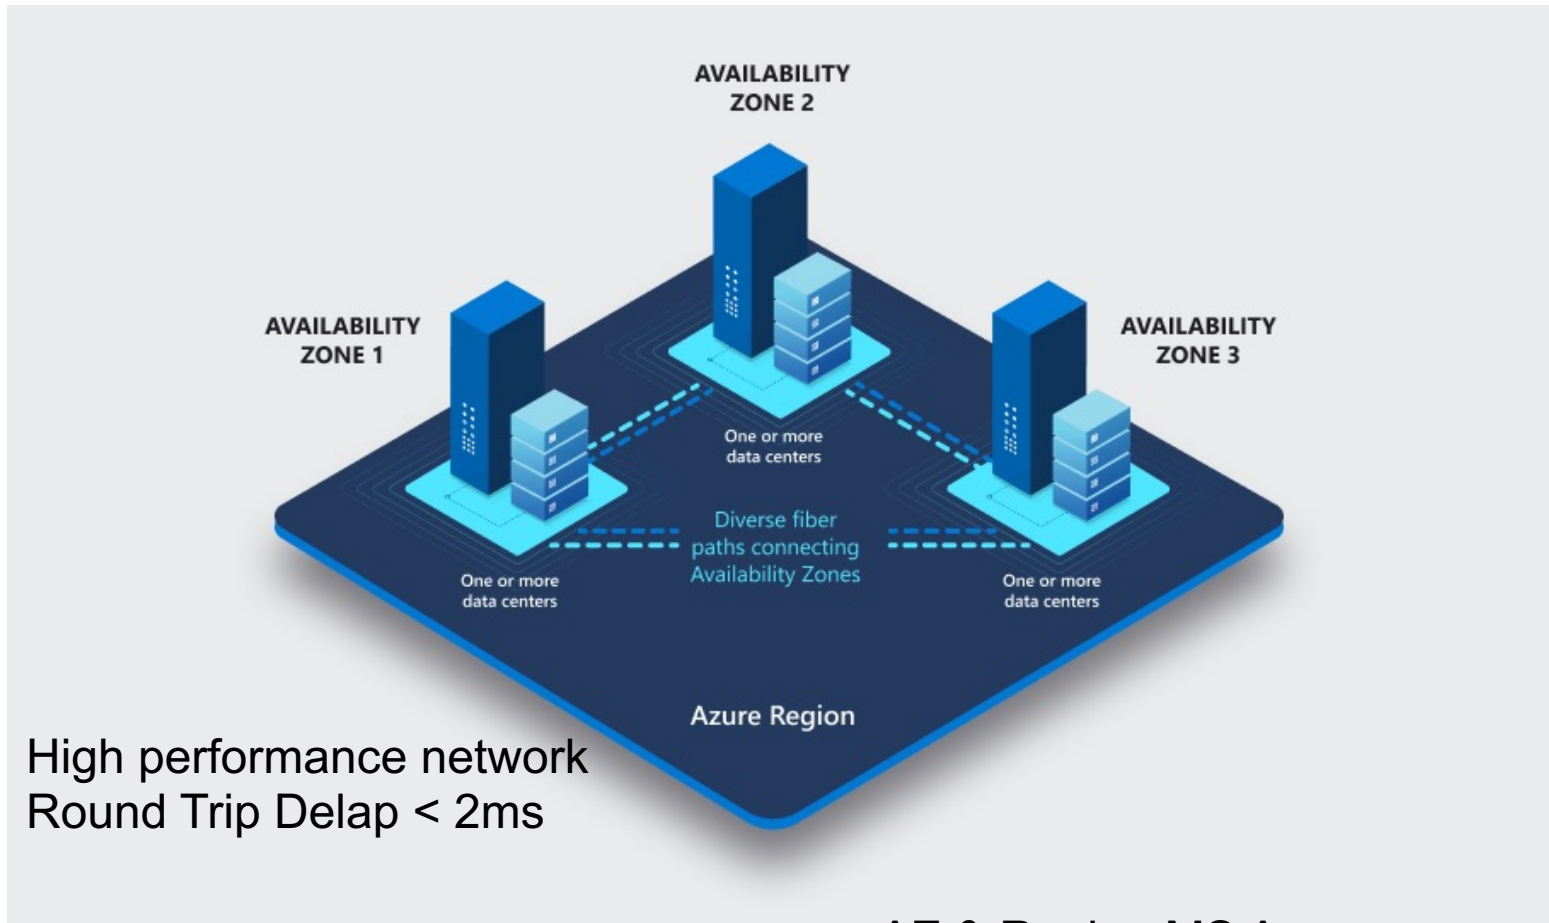 AVAILABILITY
ZONE 2
AVAILABILITY
ZONE 1
AVAILABILITY
ZONE 3
One or more
data centers
Diverse fiber
paths connecting
Availability Zones
One or more
data centers
One or more
data centers
Azure Region
High performance network
Round Trip Delap < 2ms